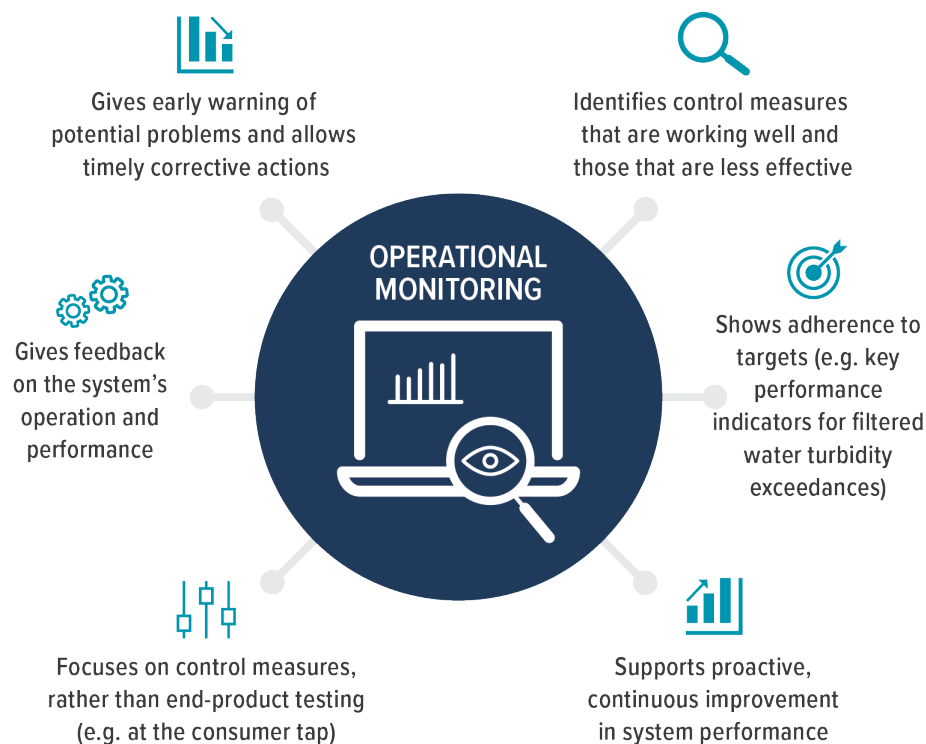 Gives early warning of
potential problems and allows
timely corrective actions
Identifies control measures
that are working well and
those that are less effective
OPERATIONAL
MONITORING
Gives feedback
on the system’s
operation and
performance
Shows adherence to
targets (e.g. key
performance
indicators for filtered
water turbidity
exceedances)
Focuses on control measures,
rather than end-product testing
(e.g. at the consumer tap)
Supports proactive,
continuous improvement
in system performance